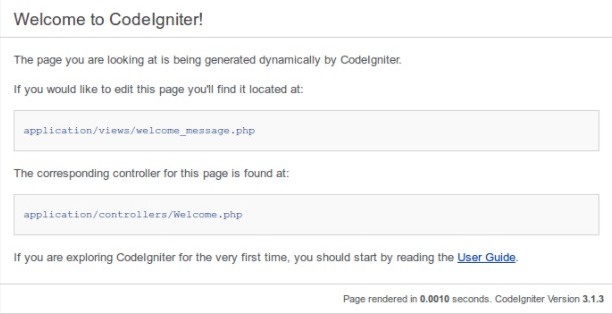 Welcome to CodeIgniter!
The page you are looking at is being generated dynamically by CodeIgniter.
If you would like to edit this page you'll find it located at:
application/views/welcome_message.php
The corresponding controller for this page is found at:
application/controllers/Welcome.php
If you are exploring CodeIgniter for the very first time, you should start by reading the User Guide.
Page rendered in 0.0010 seconds. CodeIgniter Version 3.1.3